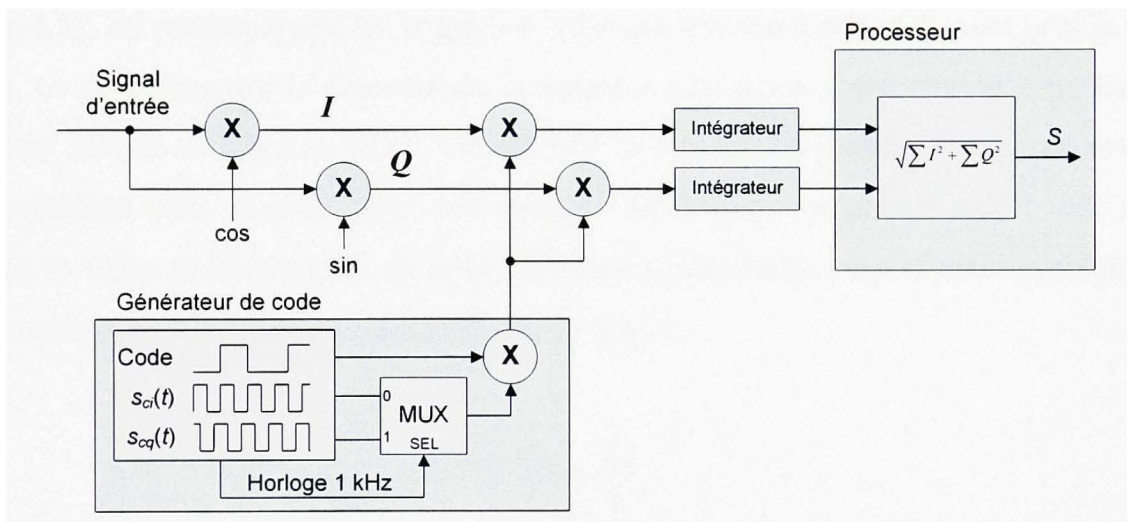 Processeur
Signal
d'entrée
X
I
X
Intégrateur
√∑I² + ∑Q²
S
X
Q
X
Intégrateur
cos
sin
Générateur de code
Code
X
s_ci(t)
0
MUX
s_cq(t)
1
SEL
Horloge 1 kHz